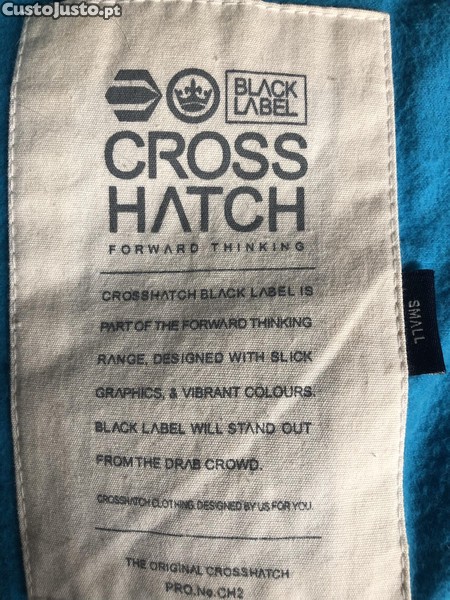 CustoJusto.pt
BLACK
LABEL
CROSS
HATCH
FORWARD THINKING
CROSSHATCH BLACK LABEL IS
PART OF THE FORWARD THINKING
RANGE, DESIGNED WITH SLICK
GRAPHICS, & VIBRANT COLOURS.
BLACK LABEL WILL STAND OUT
FROM THE DRAB CROWD.
CROSSHATCH CLOTHING. DESIGNED BY US FOR YOU.
THE ORIGINAL CROSSHATCH
PRO.No.CH2
SMALL